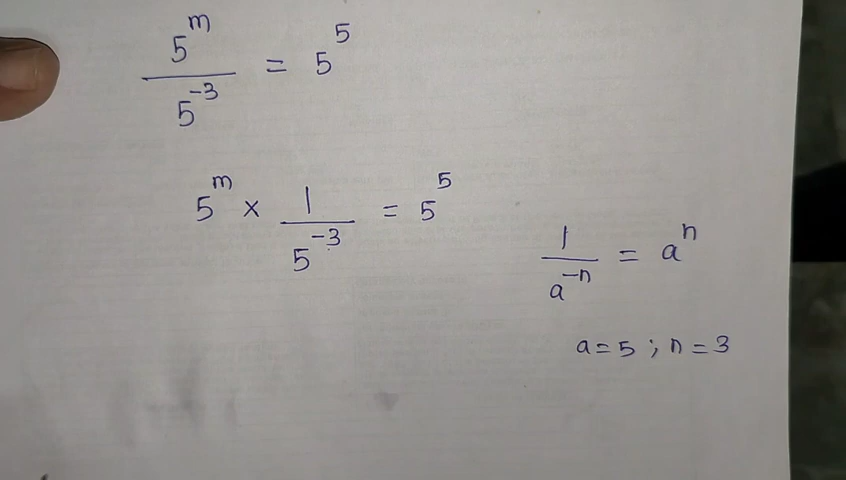 5^m / 5^-3 = 5^5
5^m × 1 / 5^-3 = 5^5
1 / a^-n = a^n
a = 5 ; n = 3